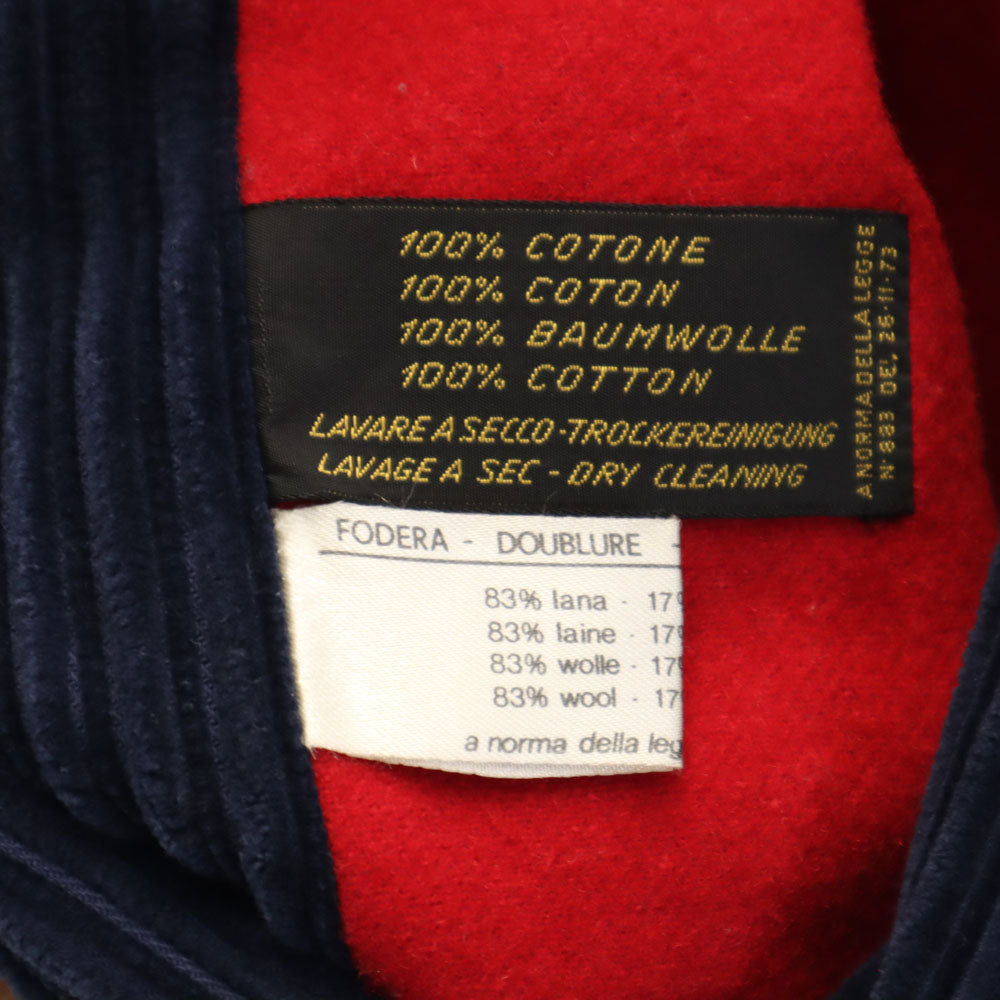 100% COTONE
100% COTON
100% BAUMWOLLE
100% COTTON
LAVARE A SECCO-TROCKEREINIGUNG
LAVAGE A SEC - DRY CLEANING
A NORMA DELLA LEGGE
N° 883 DEL 26·11·73
FODERA - DOUBLURE -
83% lana - 17%
83% laine - 17%
83% wolle - 17%
83% wool - 17
a norma della leg